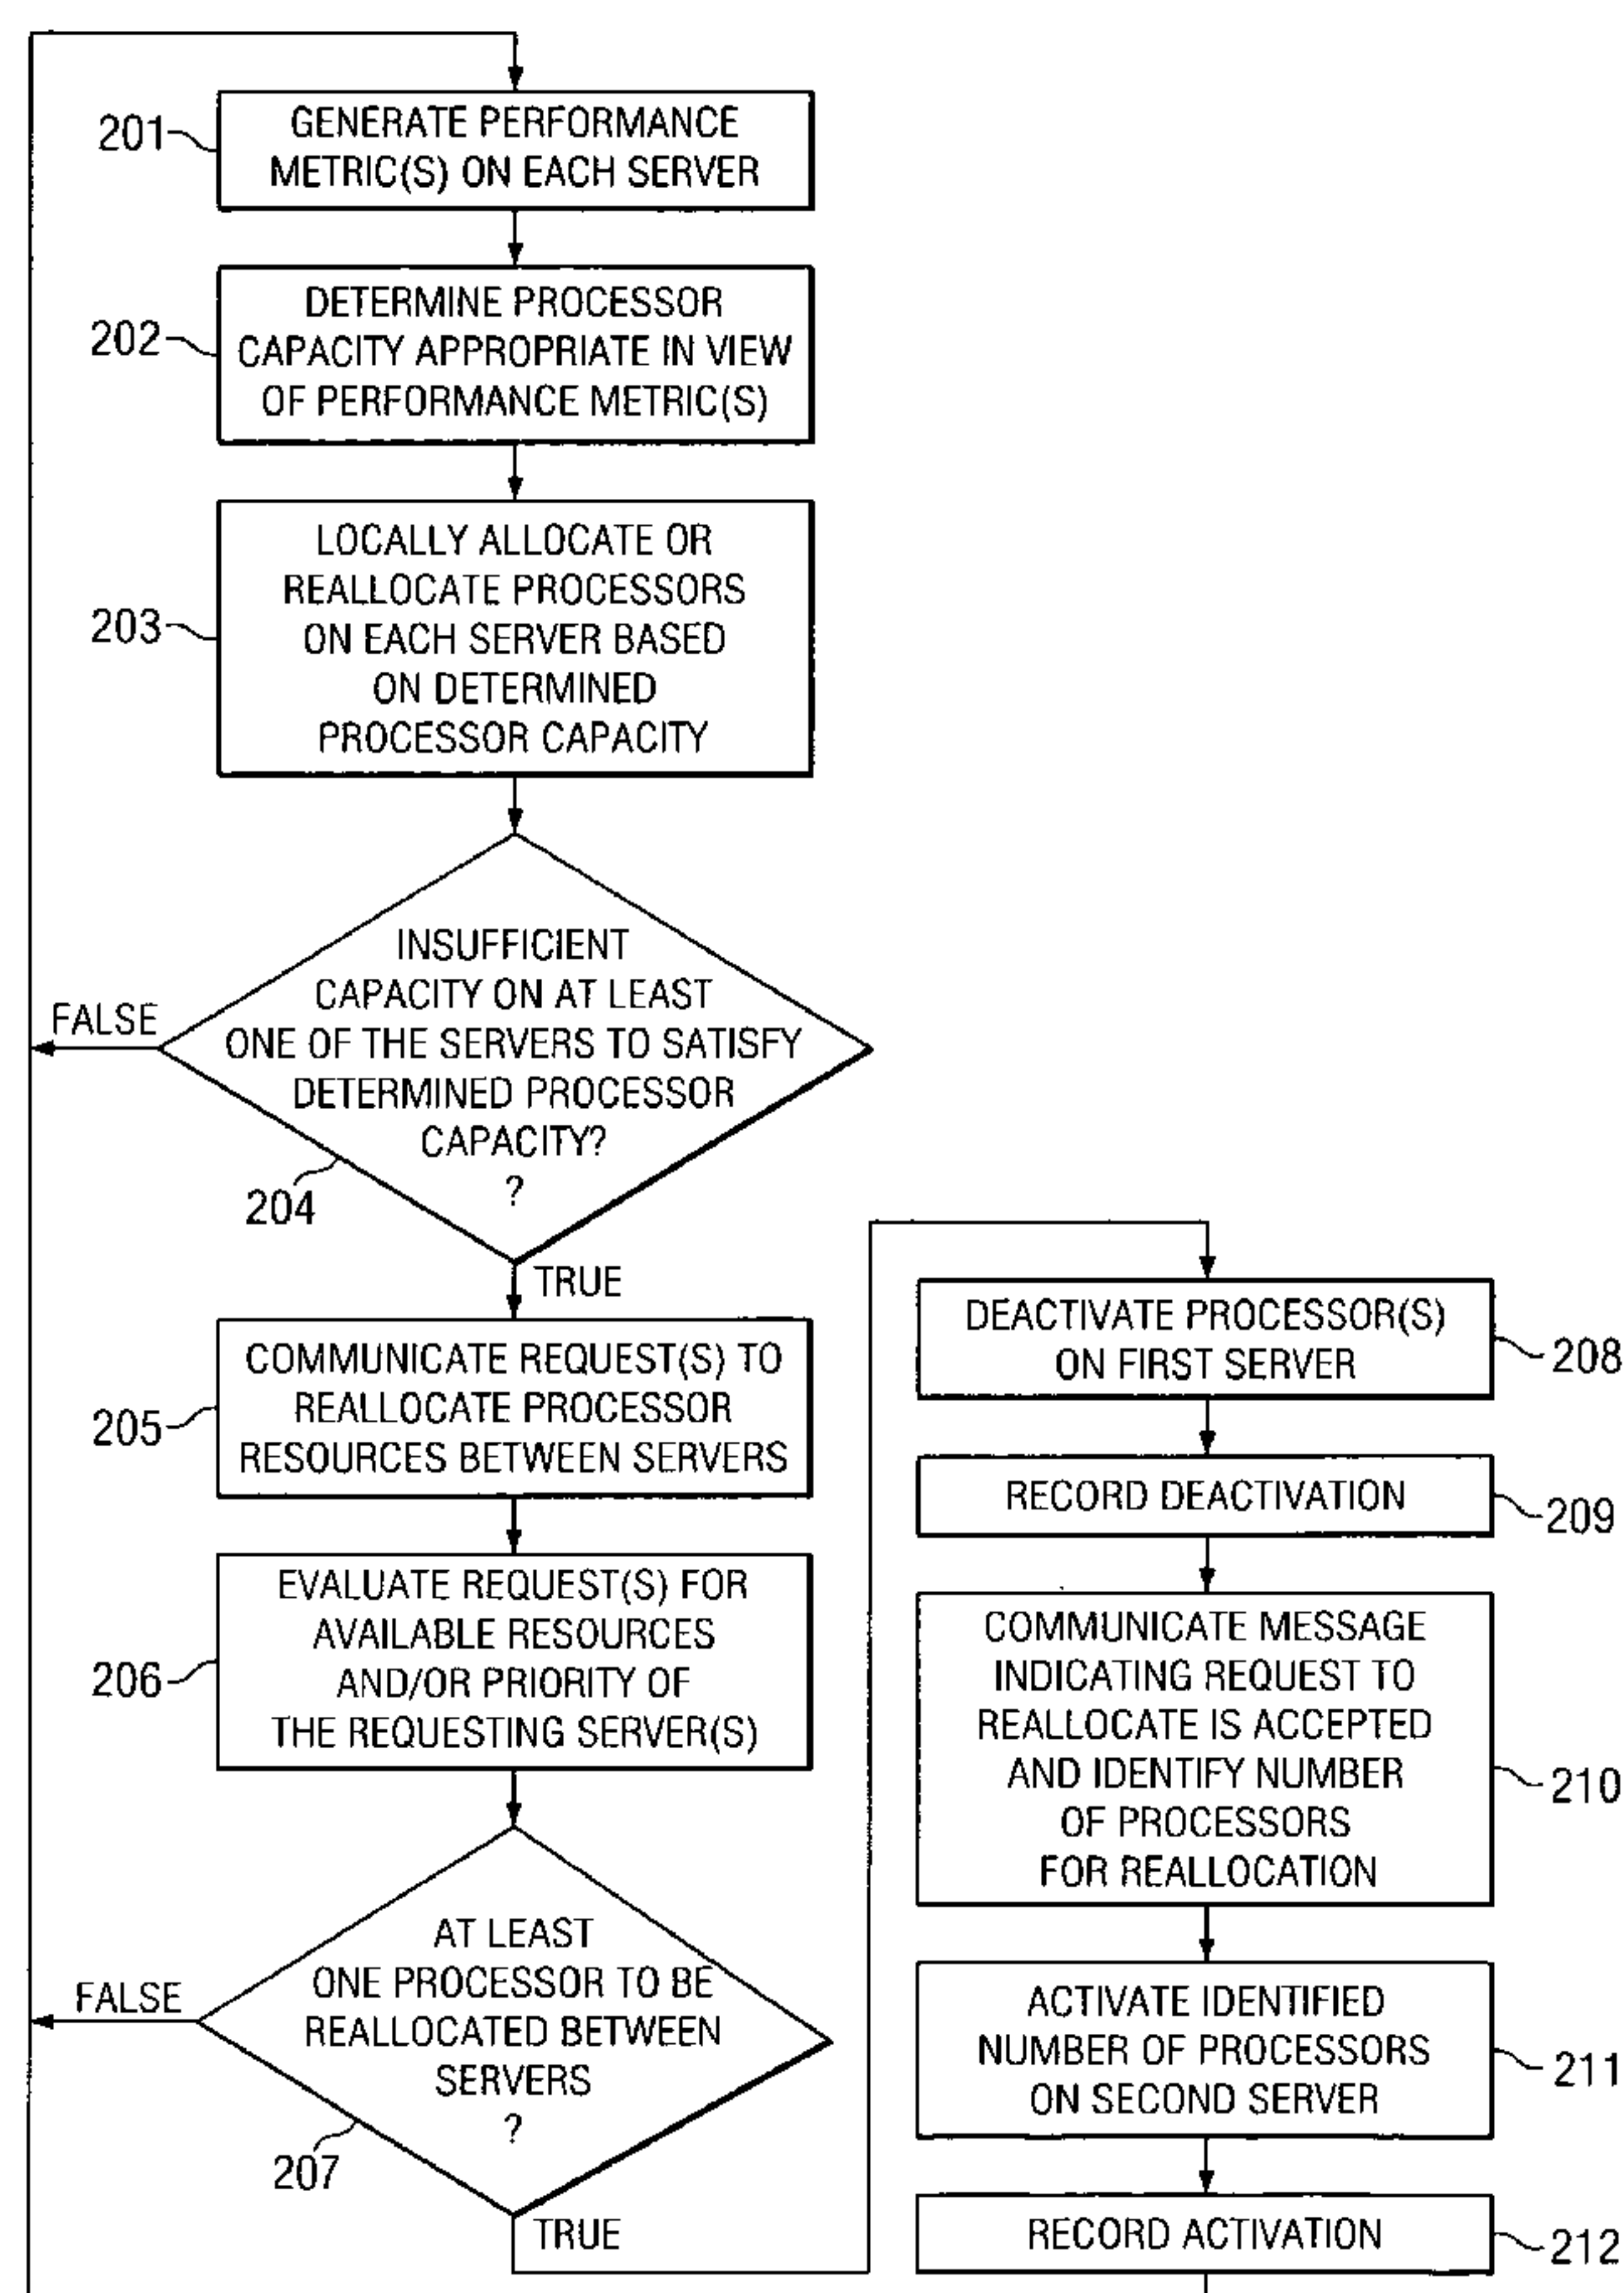 201
GENERATE PERFORMANCE
METRIC(S) ON EACH SERVER
202
DETERMINE PROCESSOR
CAPACITY APPROPRIATE IN VIEW
OF PERFORMANCE METRIC(S)
203
LOCALLY ALLOCATE OR
REALLOCATE PROCESSORS
ON EACH SERVER BASED
ON DETERMINED
PROCESSOR CAPACITY
FALSE
INSUFFICIENT
CAPACITY ON AT LEAST
ONE OF THE SERVERS TO SATISFY
DETERMINED PROCESSOR
CAPACITY?
?
204
TRUE
205
COMMUNICATE REQUEST(S) TO
REALLOCATE PROCESSOR
RESOURCES BETWEEN SERVERS
206
EVALUATE REQUEST(S) FOR
AVAILABLE RESOURCES
AND/OR PRIORITY OF
THE REQUESTING SERVER(S)
FALSE
AT LEAST
ONE PROCESSOR TO BE
REALLOCATED BETWEEN
SERVERS
?
207
TRUE
DEACTIVATE PROCESSOR(S)
ON FIRST SERVER
208
RECORD DEACTIVATION
209
COMMUNICATE MESSAGE
INDICATING REQUEST TO
REALLOCATE IS ACCEPTED
AND IDENTIFY NUMBER
OF PROCESSORS
FOR REALLOCATION
210
ACTIVATE IDENTIFIED
NUMBER OF PROCESSORS
ON SECOND SERVER
211
RECORD ACTIVATION
212